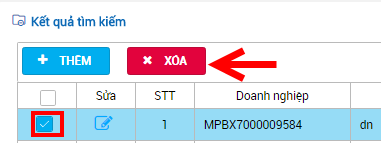 Kết quả tìm kiếm
+ THÊM ✖ XÓA
Sửa STT Doanh nghiệp
1 MPBX7000009584 dn